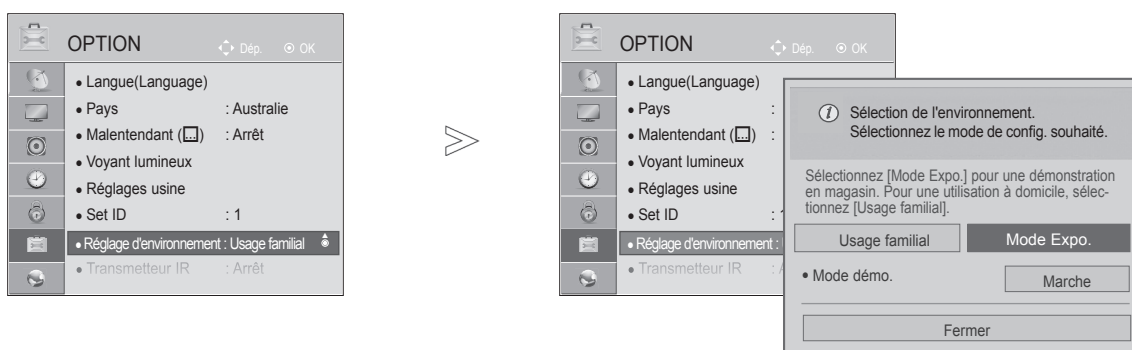 OPTION
Dép. OK
• Langue(Language)
• Pays : Australie
• Malentendant (...) : Arrêt
• Voyant lumineux
• Réglages usine
• Set ID : 1
• Réglage d'environnement : Usage familial
• Transmetteur IR : Arrêt
OPTION
Dép. OK
• Langue(Language)
• Pays :
• Malentendant (...) :
• Voyant lumineux
• Réglages usine
• Set ID : 1
• Réglage d'environnement :
• Transmetteur IR :
i Sélection de l'environnement.
Sélectionnez le mode de config. souhaité.
Sélectionnez [Mode Expo.] pour une démonstration
en magasin. Pour une utilisation à domicile, sélec-
tionnez [Usage familial].
Usage familial Mode Expo.
• Mode démo. Marche
Fermer